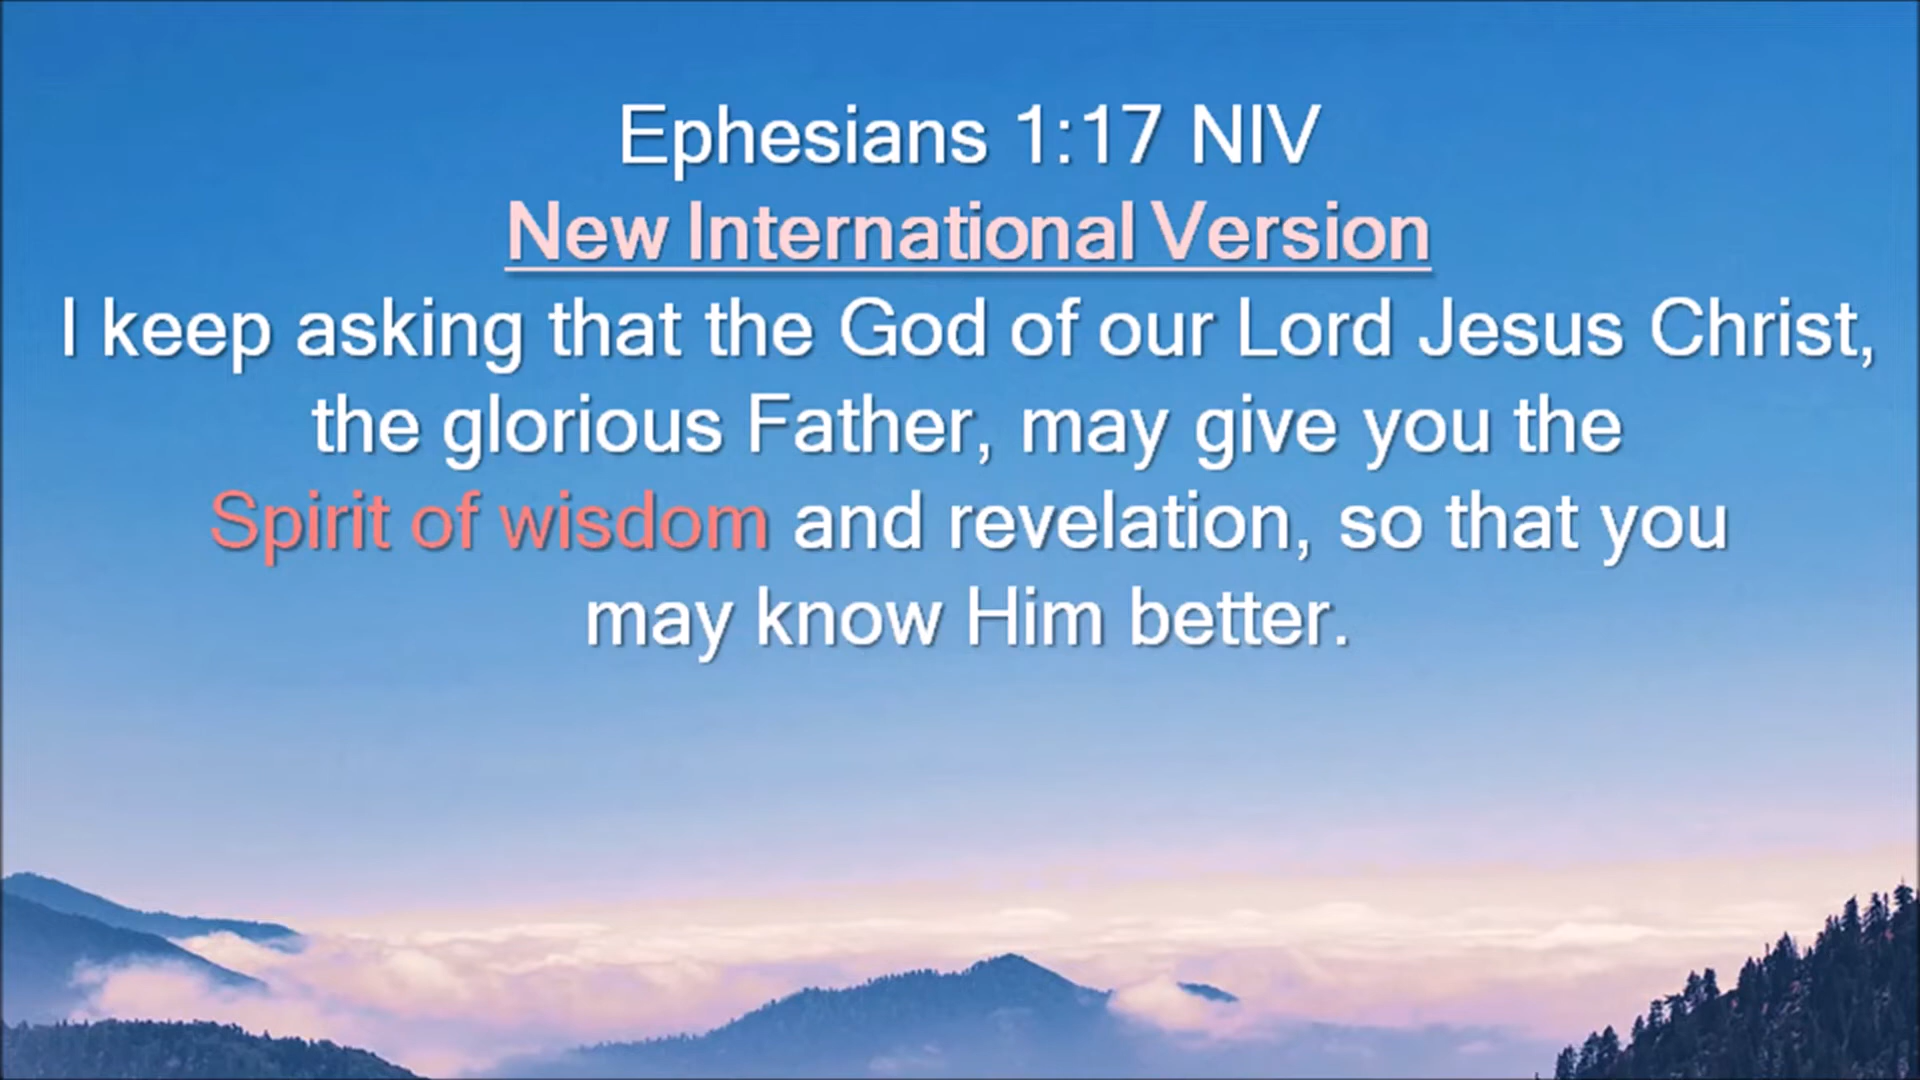 Ephesians 1:17 NIV
New International Version
I keep asking that the God of our Lord Jesus Christ,
the glorious Father, may give you the
Spirit of wisdom and revelation, so that you
may know Him better.